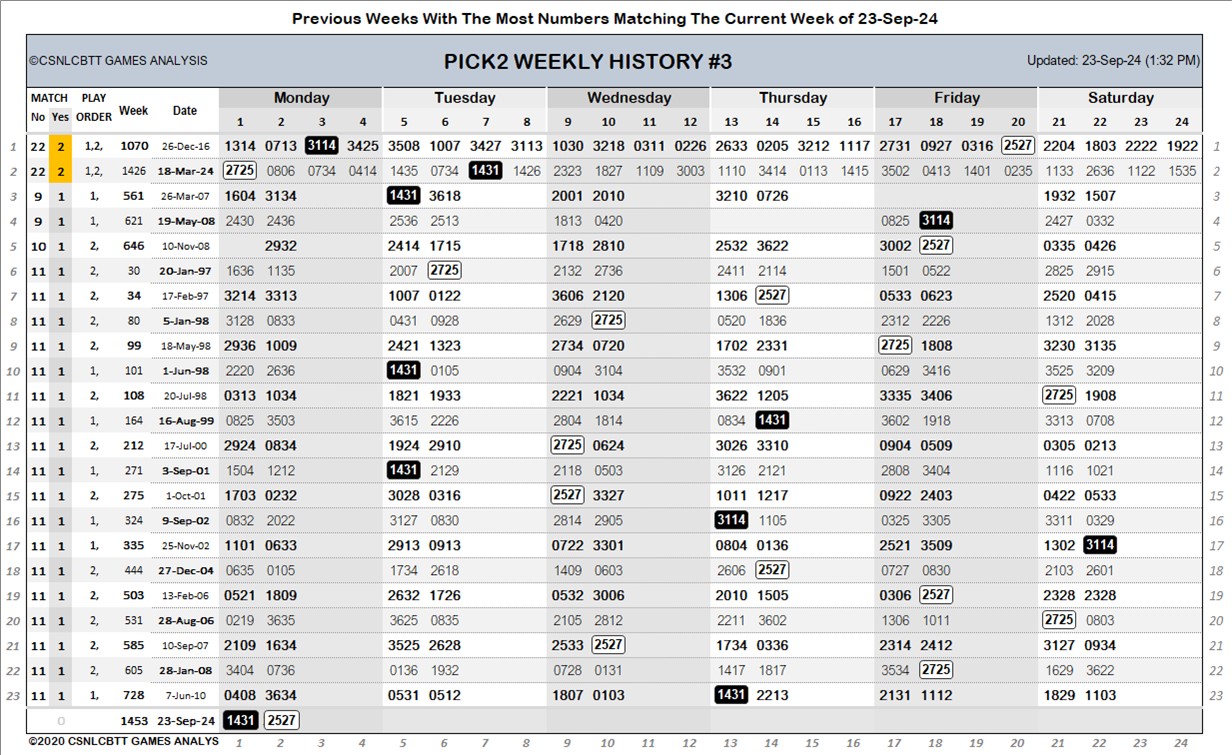 Previous Weeks With The Most Numbers Matching The Current Week of 23-Sep-24
©CSNLCBTT GAMES ANALYSIS PICK2 WEEKLY HISTORY #3 Updated: 23-Sep-24 (1:32 PM)
MATCH PLAY Week Date Monday Tuesday Wednesday Thursday Friday Saturday
No Yes ORDER 1 2 3 4 5 6 7 8 9 10 11 12 13 14 15 16 17 18 19 20 21 22 23 24
1 22 2 1,2, 1070 26-Dec-16 1314 0713 3114 3425 3508 1007 3427 3113 1030 3218 0311 0226 2633 0205 3212 1117 2731 0927 0316 2527 2204 1803 2222 1922 1
2 22 2 1,2, 1426 18-Mar-24 2725 0806 0734 0414 1435 0734 1431 1426 2323 1827 1109 3003 1110 3414 0113 1415 3502 0413 1401 0235 1133 2636 1122 1535 2
3 9 1 1, 561 26-Mar-07 1604 3134 1431 3618 2001 2010 3210 0726 1932 1507 3
4 9 1 1, 621 19-May-08 2430 2436 2536 2513 1813 0420 0825 3114 2427 0332 4
5 10 1 2, 646 10-Nov-08 2932 2414 1715 1718 2810 2532 3622 3002 2527 0335 0426 5
6 11 1 2, 30 20-Jan-97 1636 1135 2007 2725 2132 2736 2411 2114 1501 0522 2825 2915 6
7 11 1 2, 34 17-Feb-97 3214 3313 1007 0122 3606 2120 1306 2527 0533 0623 2520 0415 7
8 11 1 2, 80 5-Jan-98 3128 0833 0431 0928 2629 2725 0520 1836 2312 2226 1312 2028 8
9 11 1 2, 99 18-May-98 2936 1009 2421 1323 2734 0720 1702 2331 2725 1808 3230 3135 9
10 11 1 1, 101 1-Jun-98 2220 2636 1431 0105 0904 3104 3532 0901 0629 3416 3525 3209 10
11 11 1 2, 108 20-Jul-98 0313 1034 1821 1933 2221 1034 3622 1205 3335 3406 2725 1908 11
12 11 1 1, 164 16-Aug-99 0825 3503 3615 2226 2804 1814 0834 1431 3602 1918 3313 0708 12
13 11 1 2, 212 17-Jul-00 2924 0834 1924 2910 2725 0624 3026 3310 0904 0509 0305 0213 13
14 11 1 1, 271 3-Sep-01 1504 1212 1431 2129 2118 0503 3126 2121 2808 3404 1116 1021 14
15 11 1 2, 275 1-Oct-01 1703 0232 3028 0316 2527 3327 1011 1217 0922 2403 0422 0533 15
16 11 1 1, 324 9-Sep-02 0832 2022 3127 0830 2814 2905 3114 1105 0325 3305 3311 0329 16
17 11 1 1, 335 25-Nov-02 1101 0633 2913 0913 0722 3301 0804 0136 2521 3509 1302 3114 17
18 11 1 2, 444 27-Dec-04 0635 0105 1734 2618 1409 0603 2606 2527 0727 0830 2103 2601 18
19 11 1 2, 503 13-Feb-06 0521 1809 2632 1726 0532 3006 2010 1505 0306 2527 2328 2328 19
20 11 1 2, 531 28-Aug-06 0219 3635 3625 0835 2105 2812 2211 3602 1306 1011 2725 0803 20
21 11 1 2, 585 10-Sep-07 2109 1634 3525 2628 2533 2527 1734 0336 2314 2412 3127 0934 21
22 11 1 2, 605 28-Jan-08 3404 0736 0136 1932 0728 0131 1417 1817 3534 2725 1629 3622 22
23 11 1 1, 728 7-Jun-10 0408 3634 0531 0512 1807 0103 1431 2213 2131 1112 1829 1103 23
0 1453 23-Sep-24 1431 2527
©2020 CSNLCBTT GAMES ANALYS 1 2 3 4 5 6 7 8 9 10 11 12 13 14 15 16 17 18 19 20 21 22 23 24